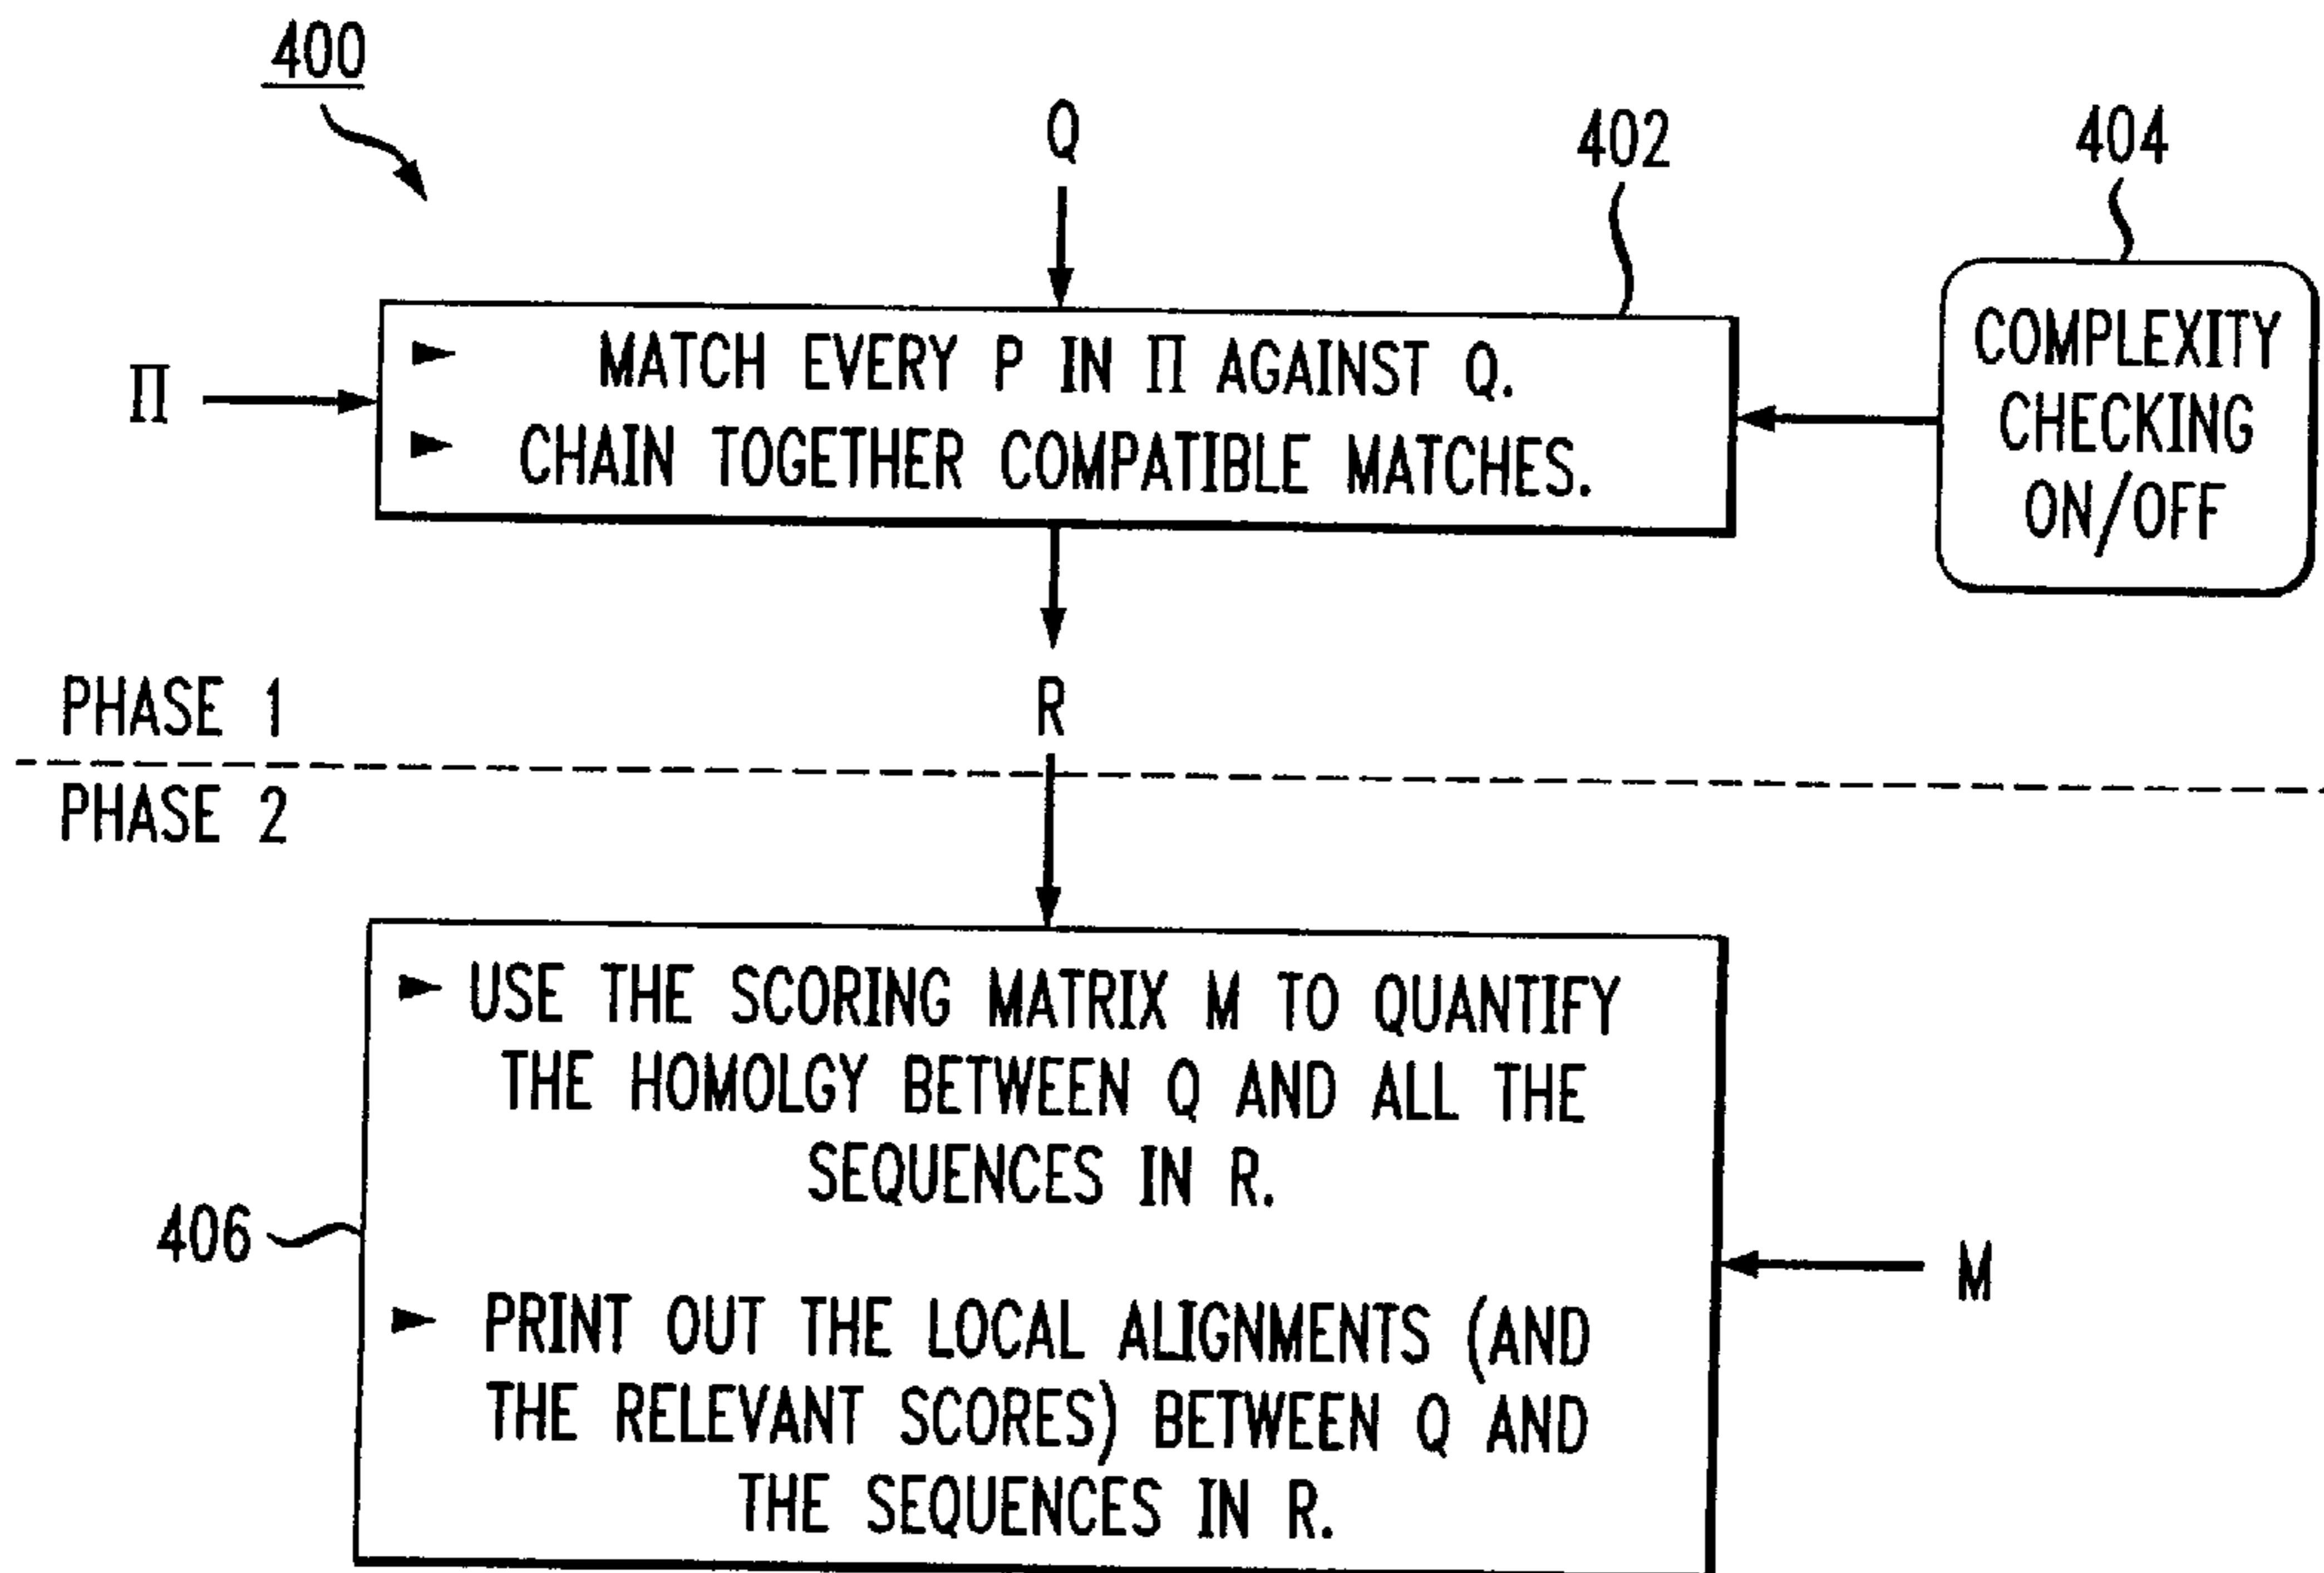 400
Q
402
404
Π
► MATCH EVERY P IN Π AGAINST Q.
► CHAIN TOGETHER COMPATIBLE MATCHES.
COMPLEXITY
CHECKING
ON/OFF
R
PHASE 1
PHASE 2
► USE THE SCORING MATRIX M TO QUANTIFY
THE HOMOLGY BETWEEN Q AND ALL THE
SEQUENCES IN R.
406
M
► PRINT OUT THE LOCAL ALIGNMENTS (AND
THE RELEVANT SCORES) BETWEEN Q AND
THE SEQUENCES IN R.